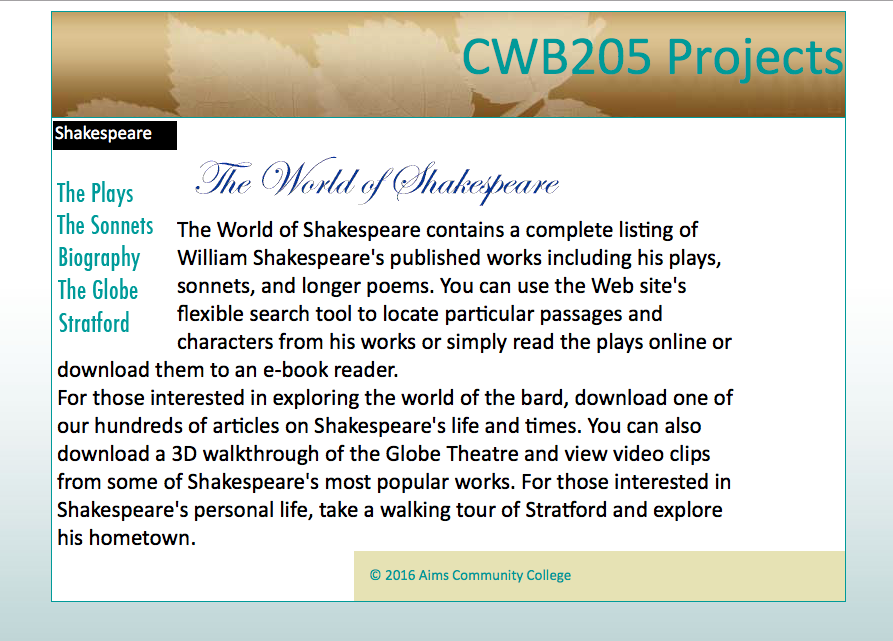 CWB205 Projects
Shakespeare
The World of Shakespeare
The Plays
The Sonnets
Biography
The Globe
Stratford
The World of Shakespeare contains a complete listing of
William Shakespeare's published works including his plays,
sonnets, and longer poems. You can use the Web site's
flexible search tool to locate particular passages and
characters from his works or simply read the plays online or
download them to an e-book reader.
For those interested in exploring the world of the bard, download one of
our hundreds of articles on Shakespeare's life and times. You can also
download a 3D walkthrough of the Globe Theatre and view video clips
from some of Shakespeare's most popular works. For those interested in
Shakespeare's personal life, take a walking tour of Stratford and explore
his hometown.
© 2016 Aims Community College